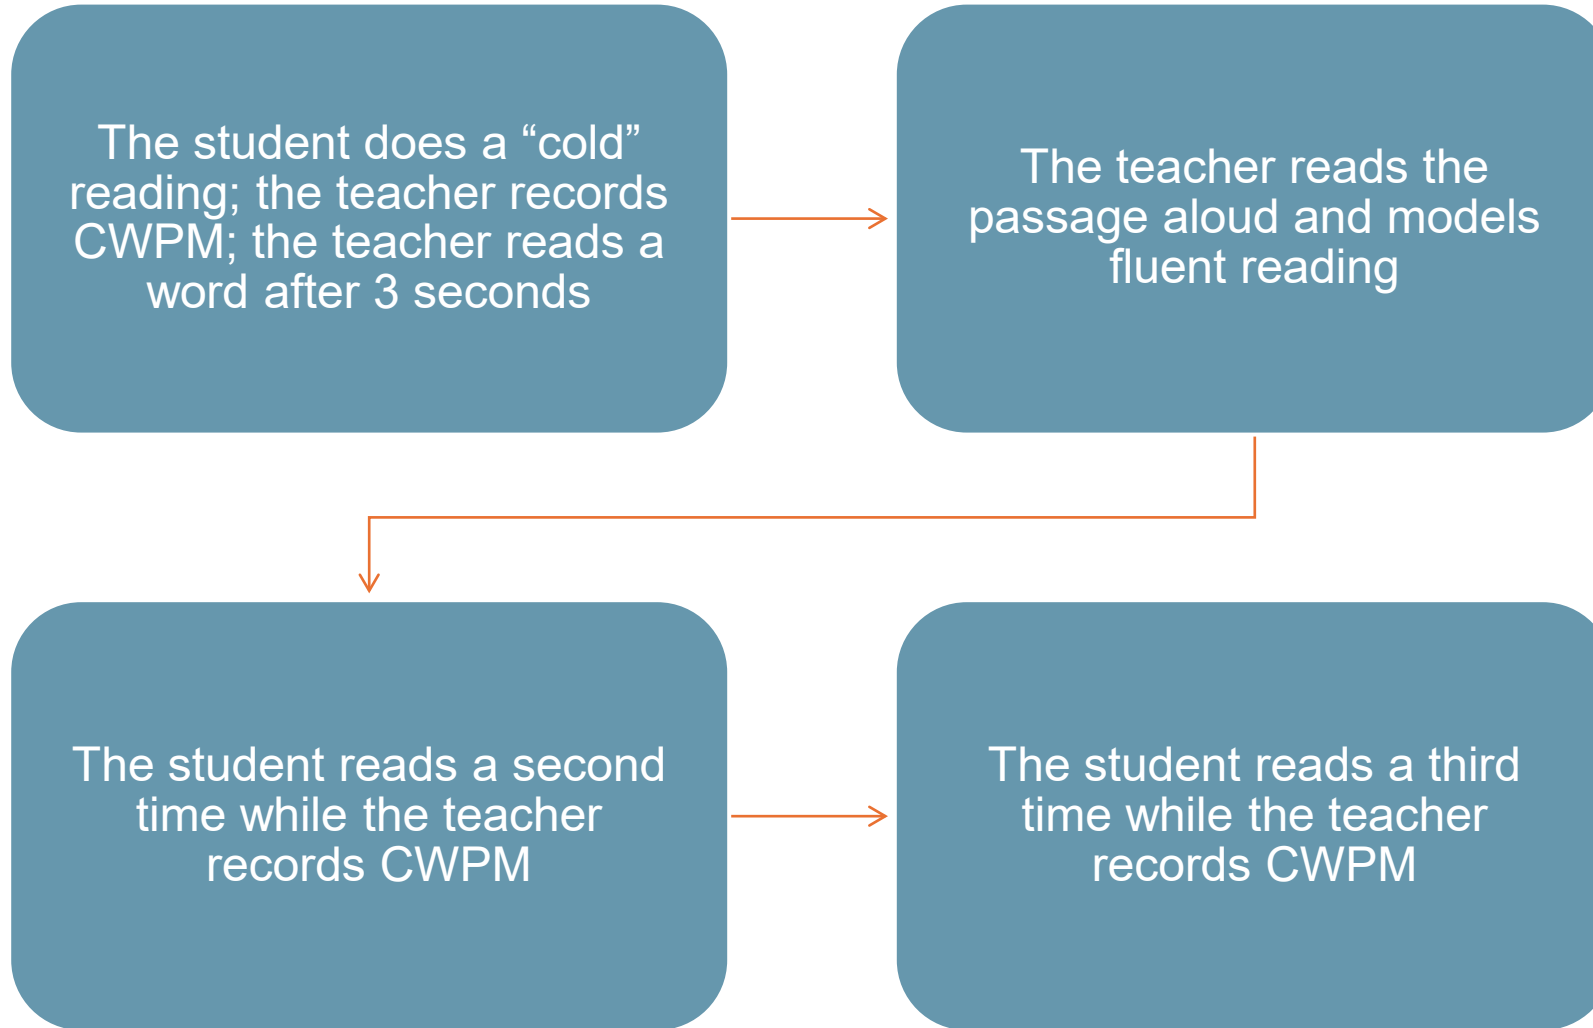 The student does a “cold”
reading; the teacher records
CWPM; the teacher reads a
word after 3 seconds
The teacher reads the
passage aloud and models
fluent reading
The student reads a second
time while the teacher
records CWPM
The student reads a third
time while the teacher
records CWPM